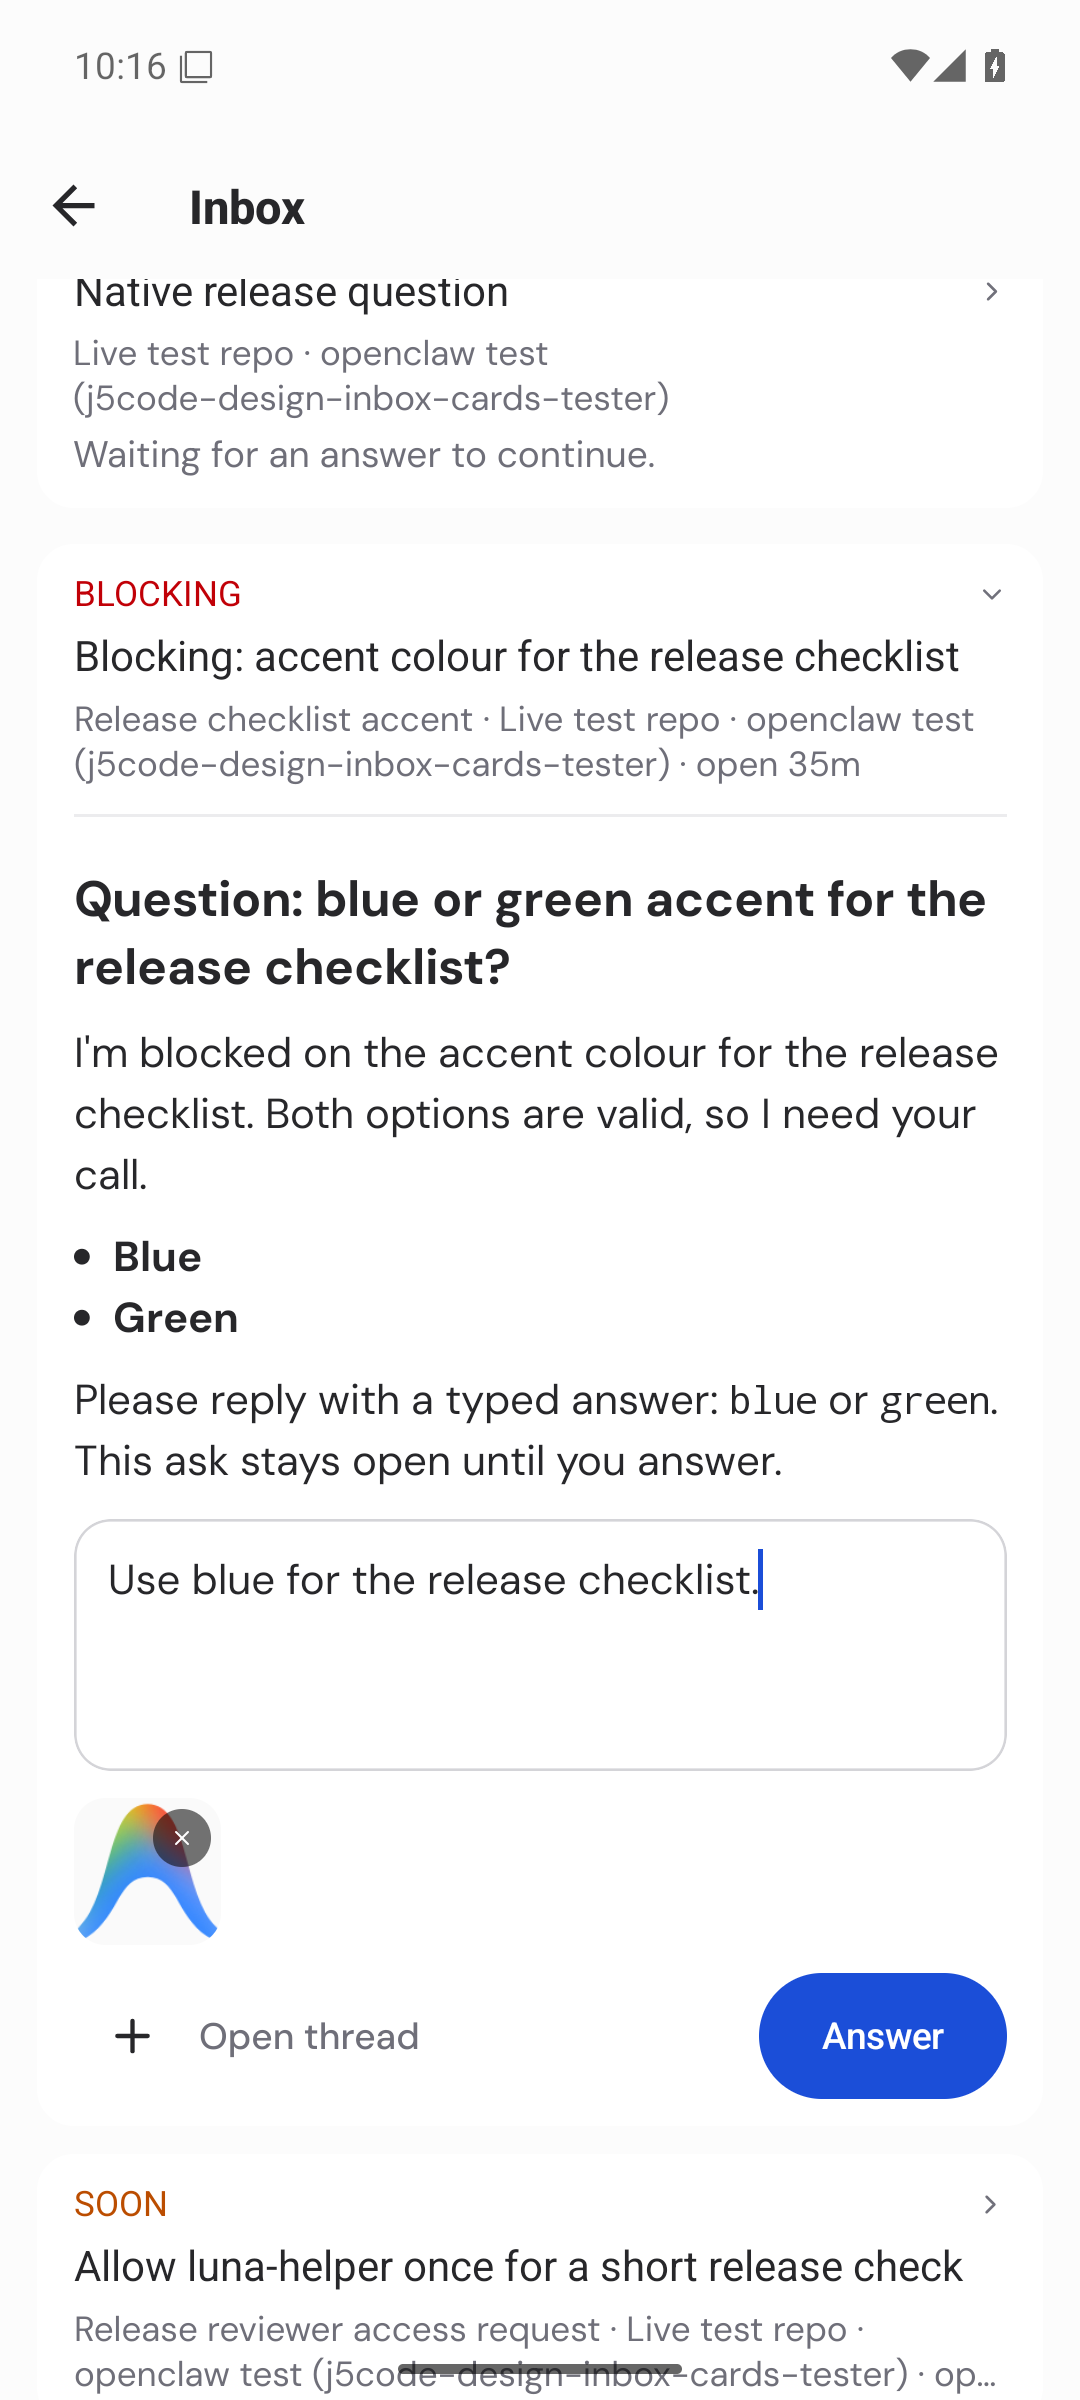 10:16
Inbox
Native release question
Live test repo · openclaw test
(j5code-design-inbox-cards-tester)
Waiting for an answer to continue.
BLOCKING
Blocking: accent colour for the release checklist
Release checklist accent · Live test repo · openclaw test
(j5code-design-inbox-cards-tester) · open 35m
Question: blue or green accent for the
release checklist?
I'm blocked on the accent colour for the release
checklist. Both options are valid, so I need your
call.
• Blue
• Green
Please reply with a typed answer: blue or green.
This ask stays open until you answer.
Use blue for the release checklist.
Open thread
Answer
SOON
Allow luna-helper once for a short release check
Release reviewer access request · Live test repo ·
openclaw test (j5code-design-inbox-cards-tester) · op...